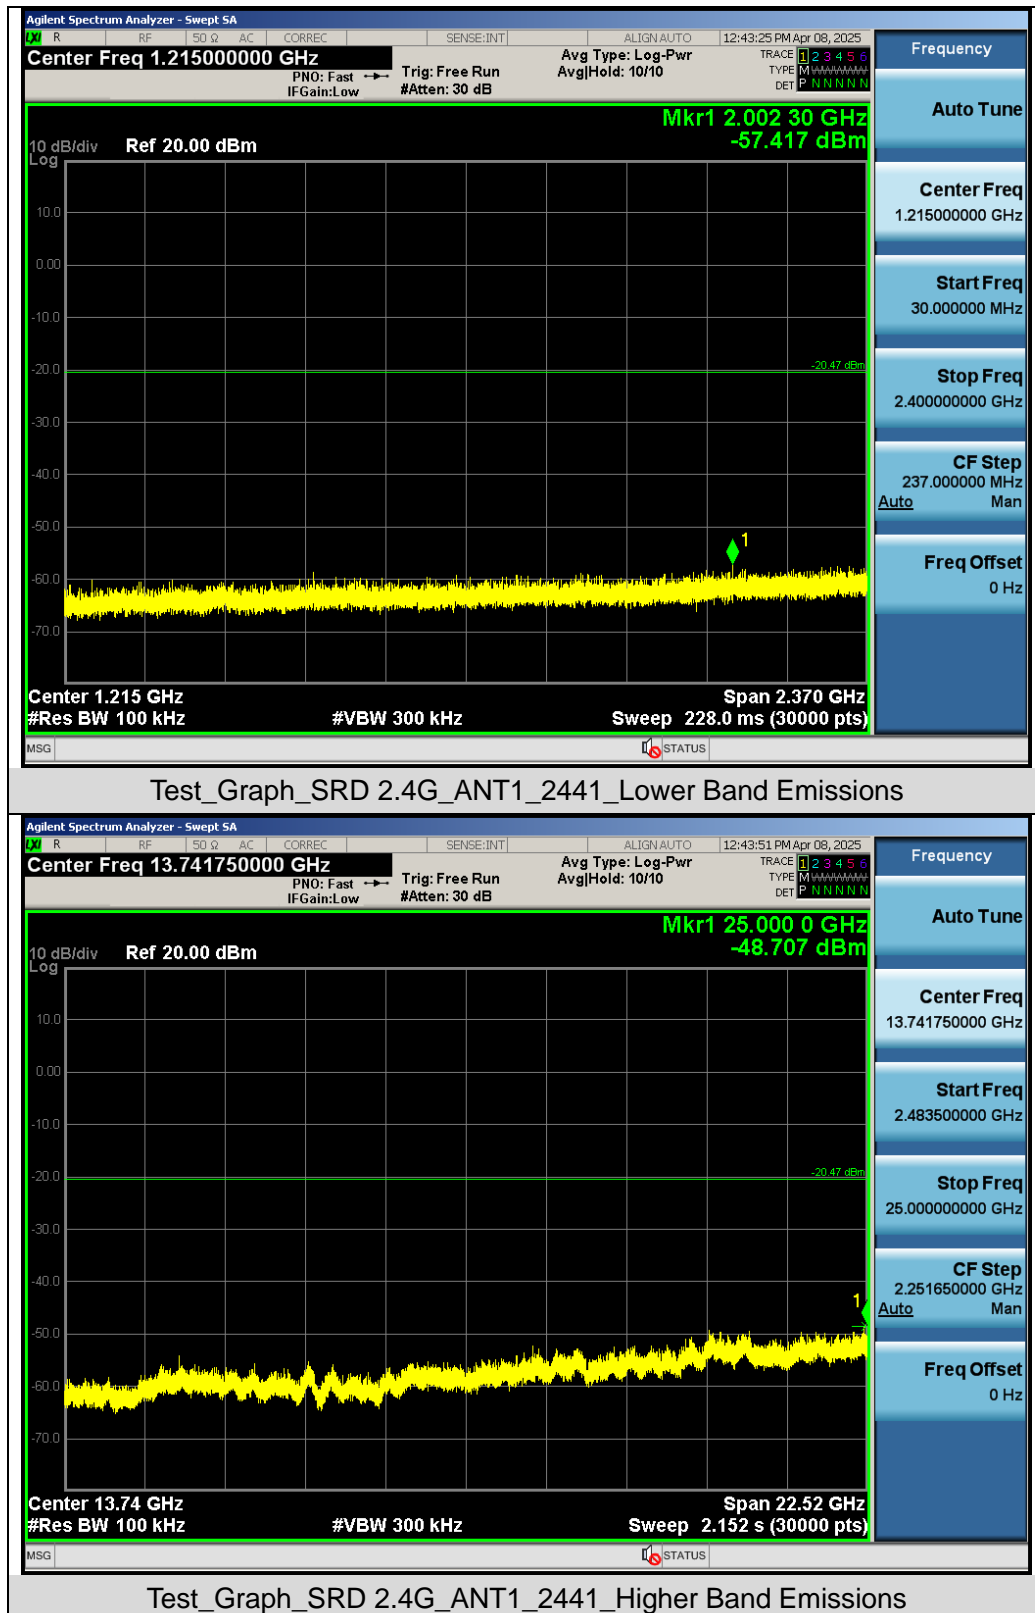 Agilent Spectrum Analyzer - Swept SA
LXI R RF 50 Ω AC CORREC SENSE:INT ALIGN AUTO 12:43:25 PM Apr 08, 2025
Center Freq 1.215000000 GHz
PNO: Fast
IFGain:Low
Trig: Free Run
#Atten: 30 dB
Avg Type: Log-Pwr
Avg|Hold: 10/10
TRACE 1 2 3 4 5 6
TYPE M
DET P N N N N N
Mkr1 2.002 30 GHz
-57.417 dBm
10 dB/div Ref 20.00 dBm
Log
10.0
0.00
-10.0
-20.0
-20.47 dBm
-30.0
-40.0
-50.0
1
-60.0
-70.0
Center 1.215 GHz Span 2.370 GHz
#Res BW 100 kHz #VBW 300 kHz Sweep 228.0 ms (30000 pts)
MSG STATUS
Frequency
Auto Tune
Center Freq
1.215000000 GHz
Start Freq
30.000000 MHz
Stop Freq
2.400000000 GHz
CF Step
237.000000 MHz
Auto Man
Freq Offset
0 Hz
Test_Graph_SRD 2.4G_ANT1_2441_Lower Band Emissions
Agilent Spectrum Analyzer - Swept SA
LXI R RF 50 Ω AC CORREC SENSE:INT ALIGN AUTO 12:43:51 PM Apr 08, 2025
Center Freq 13.741750000 GHz
PNO: Fast
IFGain:Low
Trig: Free Run
#Atten: 30 dB
Avg Type: Log-Pwr
Avg|Hold: 10/10
TRACE 1 2 3 4 5 6
TYPE M
DET P N N N N N
Mkr1 25.000 0 GHz
-48.707 dBm
10 dB/div Ref 20.00 dBm
Log
10.0
0.00
-10.0
-20.0
-20.47 dBm
-30.0
-40.0
1
-50.0
-60.0
-70.0
Center 13.74 GHz Span 22.52 GHz
#Res BW 100 kHz #VBW 300 kHz Sweep 2.152 s (30000 pts)
MSG STATUS
Frequency
Auto Tune
Center Freq
13.741750000 GHz
Start Freq
2.483500000 GHz
Stop Freq
25.000000000 GHz
CF Step
2.251650000 GHz
Auto Man
Freq Offset
0 Hz
Test_Graph_SRD 2.4G_ANT1_2441_Higher Band Emissions